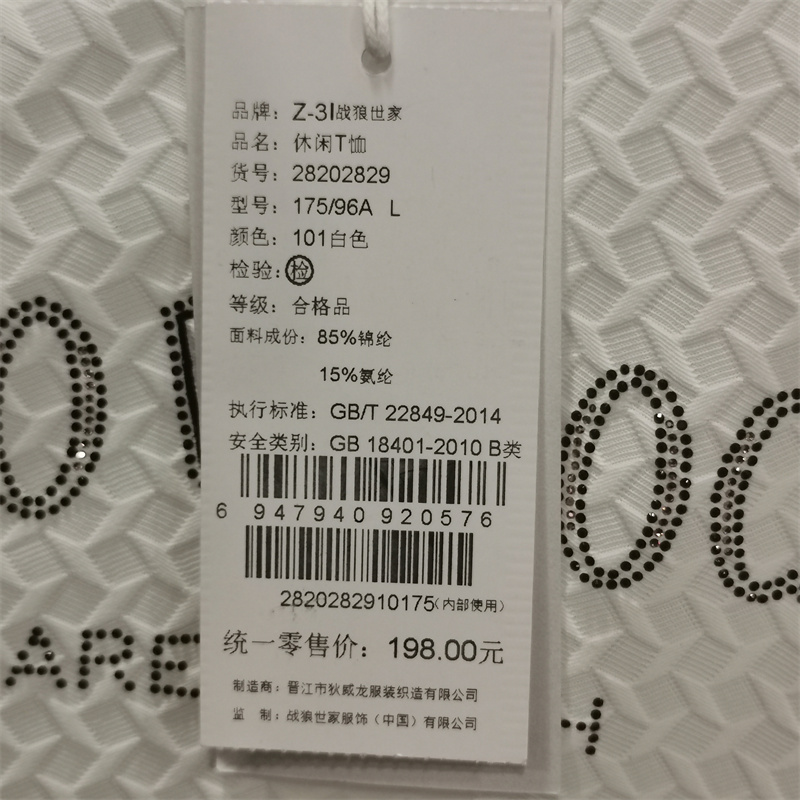 品牌：Z-3I战狼世家
品名：休闲T恤
货号：28202829
型号：175/96A L
颜色：101白色
检验：检
等级：合格品
面料成份：85%锦纶
15%氨纶
执行标准：GB/T 22849-2014
安全类别：GB 18401-2010 B类
6 947940 920576
2820282910175（内部使用）
统一零售价：198.00元
制造商：晋江市狄威龙服装织造有限公司
监 制：战狼世家服饰（中国）有限公司
ARE